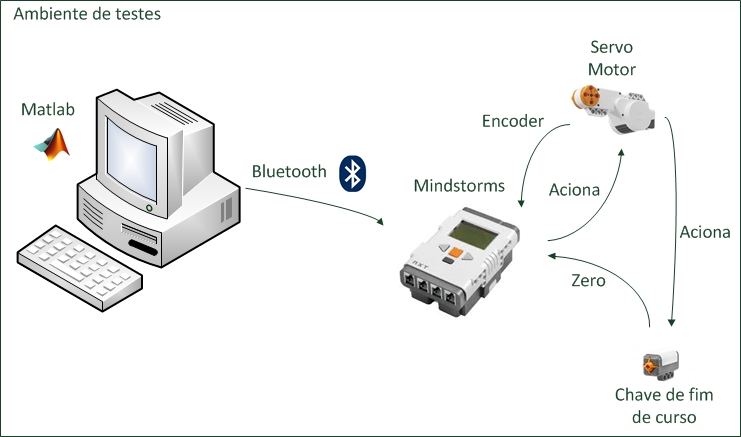 Ambiente de testes
Matlab
Bluetooth
Mindstorms
NXT
Encoder
Servo
Motor
Aciona
Aciona
Zero
Chave de fim
de curso